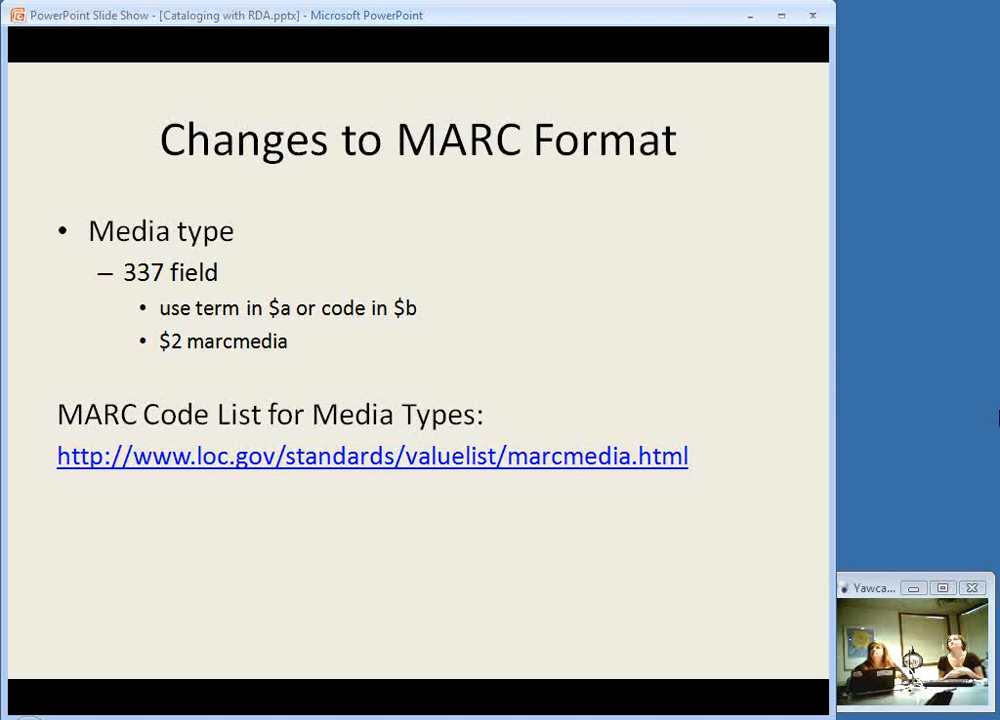 PowerPoint Slide Show - [Cataloging with RDA.pptx] - Microsoft PowerPoint
Changes to MARC Format
• Media type
– 337 field
• use term in $a or code in $b
• $2 marcmedia
MARC Code List for Media Types:
http://www.loc.gov/standards/valuelist/marcmedia.html
Yawca...